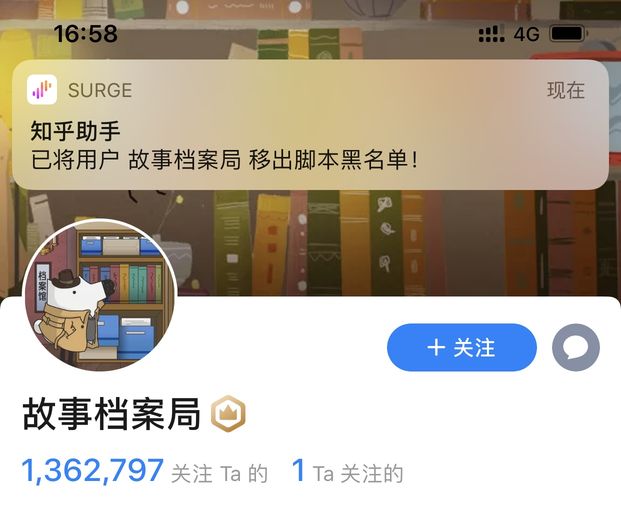 16:58 4G
SURGE 现在
知乎助手
已将用户 故事档案局 移出脚本黑名单!
档案馆
+ 关注
故事档案局
1,362,797 关注 Ta 的 1 Ta 关注的